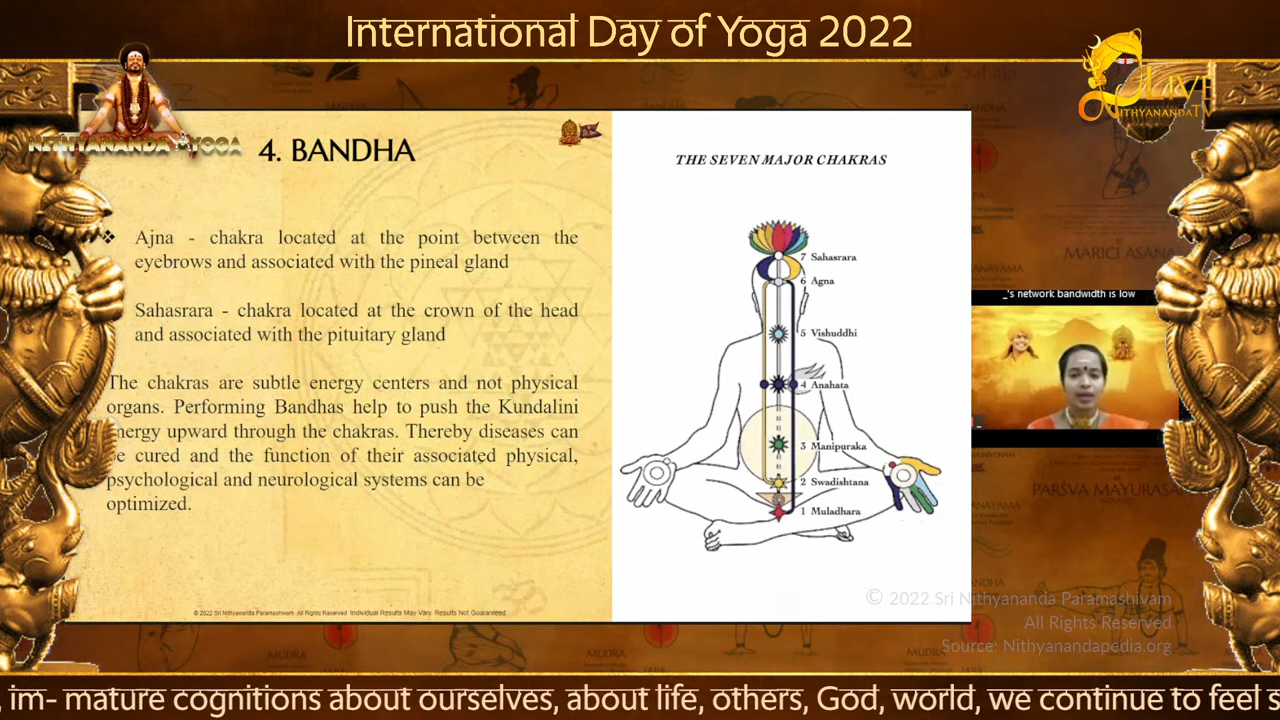 International Day of Yoga 2022
NITHYANANDA YOGA
LIVE
NITHYANANDA TV
4. BANDHA
❖ Ajna - chakra located at the point between the
eyebrows and associated with the pineal gland
Sahasrara - chakra located at the crown of the head
and associated with the pituitary gland
The chakras are subtle energy centers and not physical
organs. Performing Bandhas help to push the Kundalini
energy upward through the chakras. Thereby diseases can
be cured and the function of their associated physical,
psychological and neurological systems can be
optimized.
© 2022 Sri Nithyananda Paramashivam. All Rights Reserved. Individual Results May Vary. Results Not Guaranteed.
THE SEVEN MAJOR CHAKRAS
7 Sahasrara
6 Agna
5 Vishuddhi
4 Anahata
3 Manipuraka
2 Swadishtana
1 Muladhara
MARICI ASANA
_'s network bandwidth is low
PARŚVA MAYURASA
© 2022 Sri Nithyananda Paramashivam
All Rights Reserved
Source: Nithyanandapedia.org
MUDRA
MUDRA
, im- mature cognitions about ourselves, about life, others, God, world, we continue to feel s